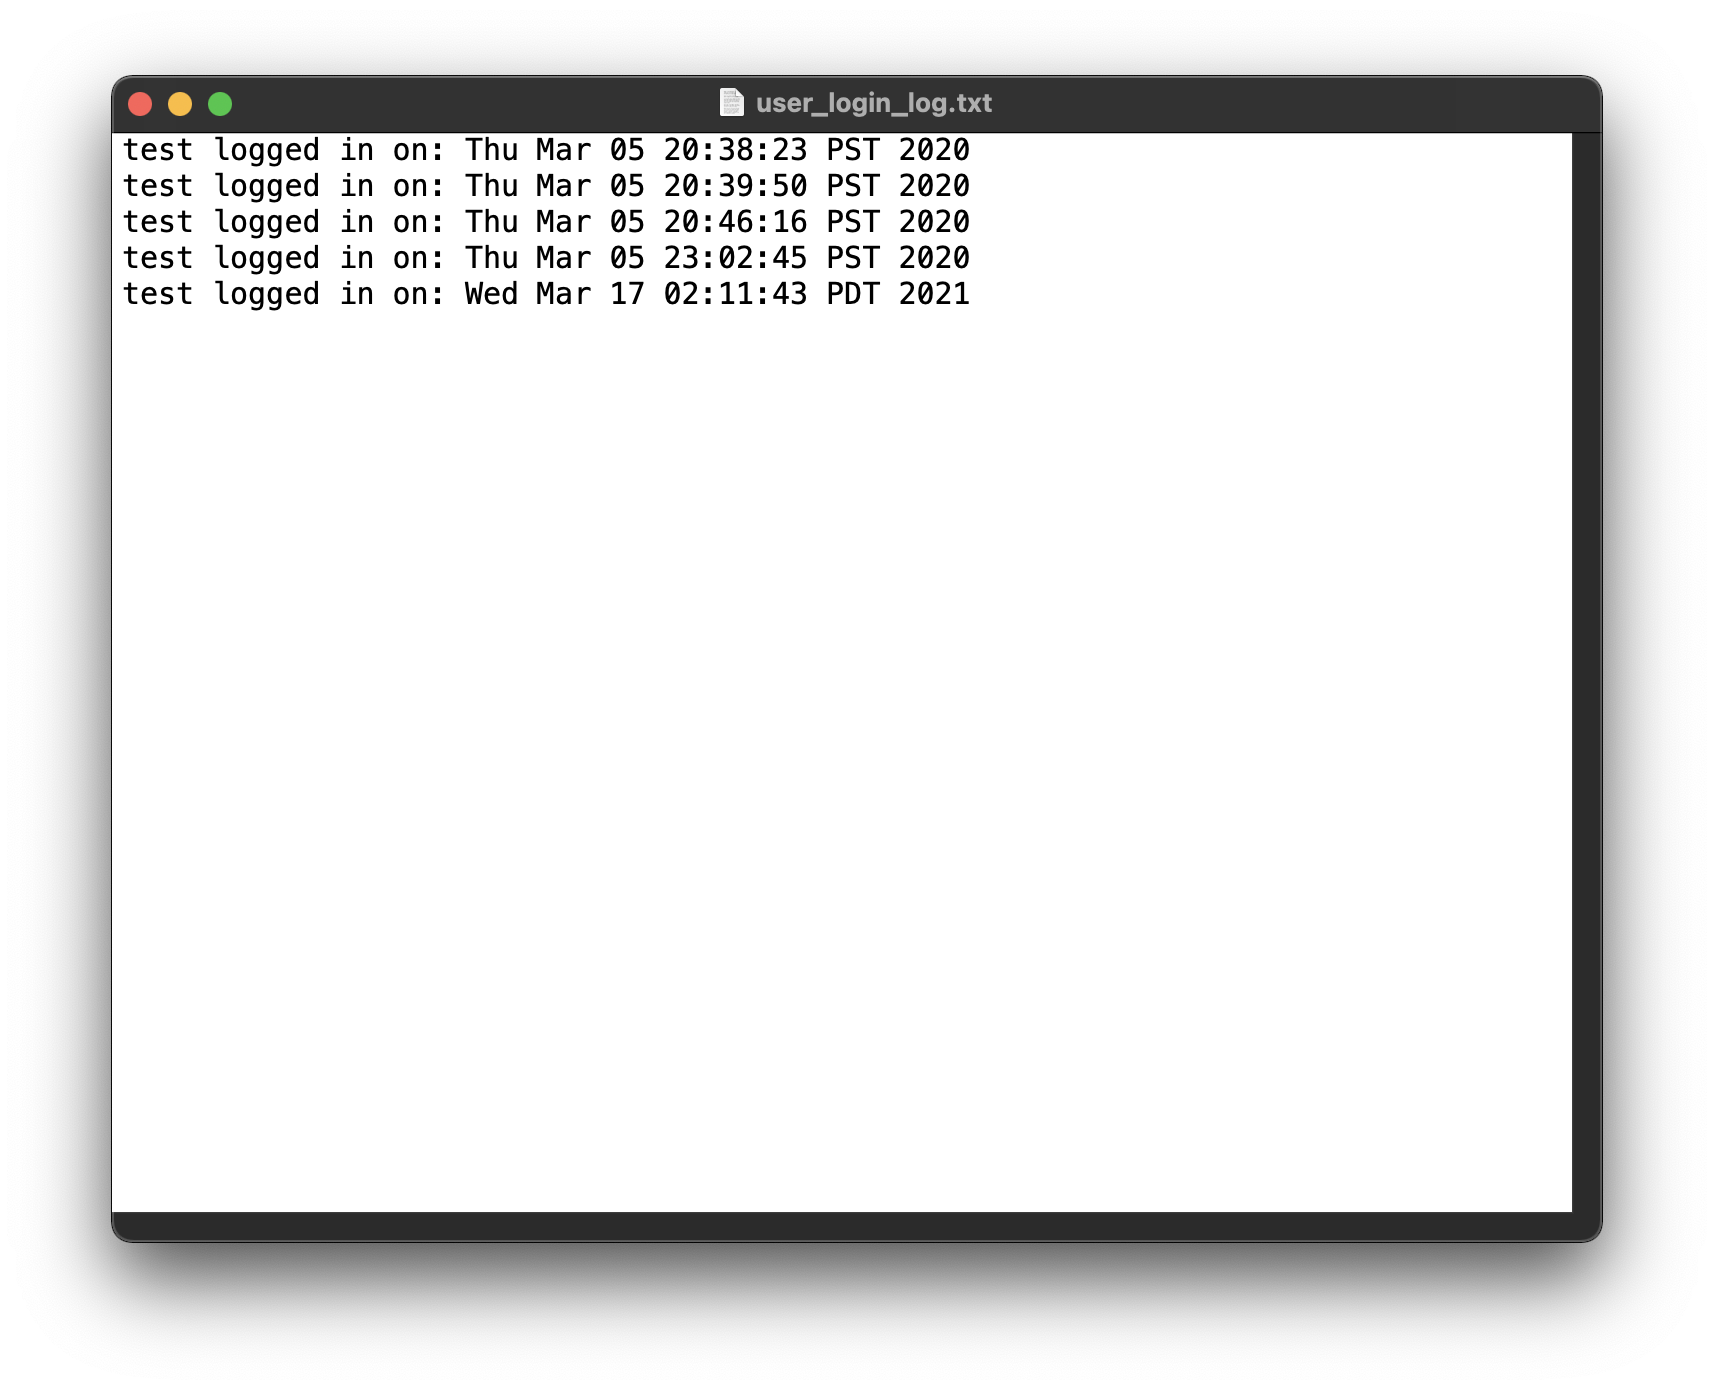 user_login_log.txt
test logged in on: Thu Mar 05 20:38:23 PST 2020
test logged in on: Thu Mar 05 20:39:50 PST 2020
test logged in on: Thu Mar 05 20:46:16 PST 2020
test logged in on: Thu Mar 05 23:02:45 PST 2020
test logged in on: Wed Mar 17 02:11:43 PDT 2021